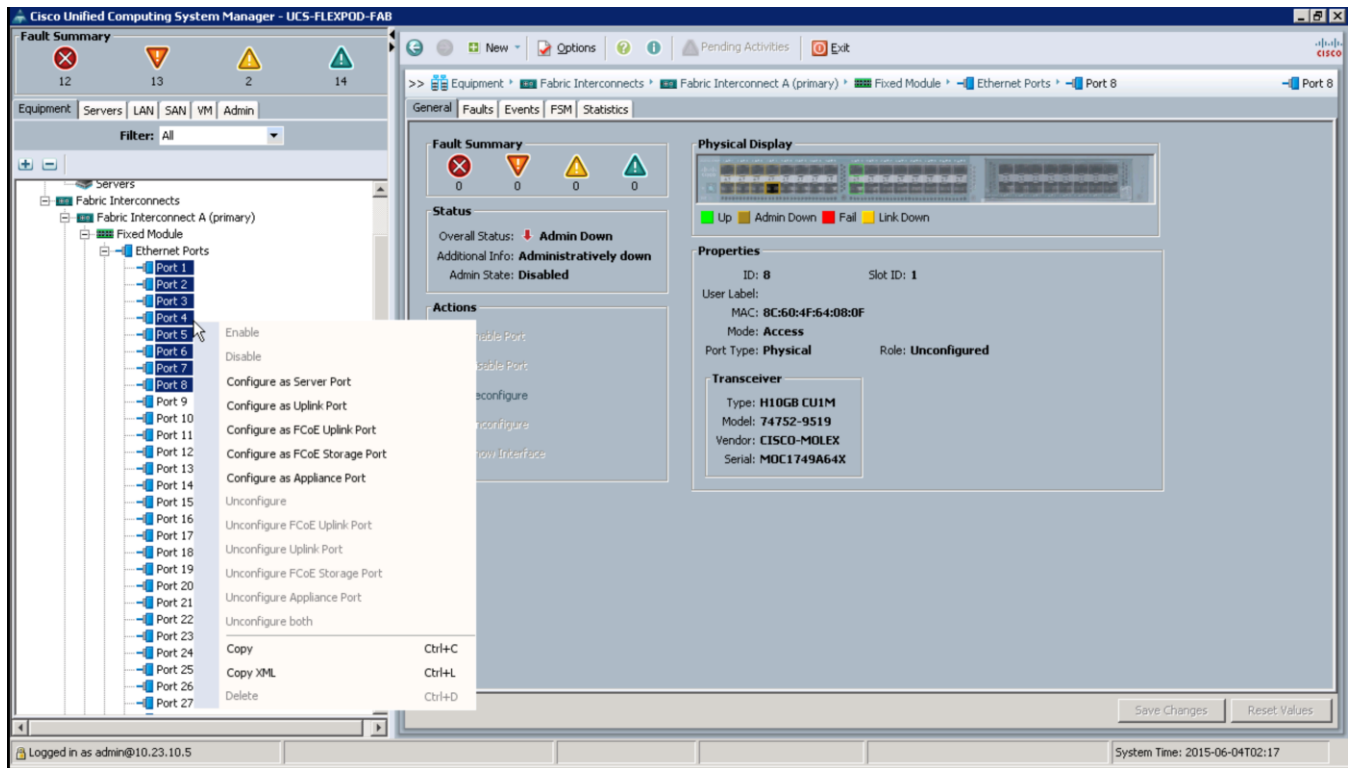 Cisco Unified Computing System Manager - UCS-FLEXPOD-FAB
Fault Summary
12 13 2 14
New Options Pending Activities Exit
CISCO
>> Equipment Fabric Interconnects Fabric Interconnect A (primary) Fixed Module Ethernet Ports Port 8 Port 8
Equipment Servers LAN SAN VM Admin
Filter: All
Servers
Fabric Interconnects
Fabric Interconnect A (primary)
Fixed Module
Ethernet Ports
Port 1
Port 2
Port 3
Port 4
Port 5
Port 6
Port 7
Port 8
Port 9
Port 10
Port 11
Port 12
Port 13
Port 14
Port 15
Port 16
Port 17
Port 18
Port 19
Port 20
Port 21
Port 22
Port 23
Port 24
Port 25
Port 26
Port 27
Enable
Disable
Configure as Server Port
Configure as Uplink Port
Configure as FCoE Uplink Port
Configure as FCoE Storage Port
Configure as Appliance Port
Unconfigure
Unconfigure FCoE Uplink Port
Unconfigure Uplink Port
Unconfigure FCoE Storage Port
Unconfigure Appliance Port
Unconfigure both
Copy Ctrl+C
Copy XML Ctrl+L
Delete Ctrl+D
General Faults Events FSM Statistics
Fault Summary
0 0 0 0
Status
Overall Status: Admin Down
Additional Info: Administratively down
Admin State: Disabled
Actions
nable Port
sable Port
econfigure
nconfigure
now Interface
Physical Display
Up Admin Down Fail Link Down
Properties
ID: 8 Slot ID: 1
User Label:
MAC: 8C:60:4F:64:08:0F
Mode: Access
Port Type: Physical Role: Unconfigured
Transceiver
Type: H10GB CU1M
Model: 74752-9519
Vendor: CISCO-MOLEX
Serial: MOC1749A64X
Save Changes Reset Values
Logged in as admin@10.23.10.5
System Time: 2015-06-04T02:17